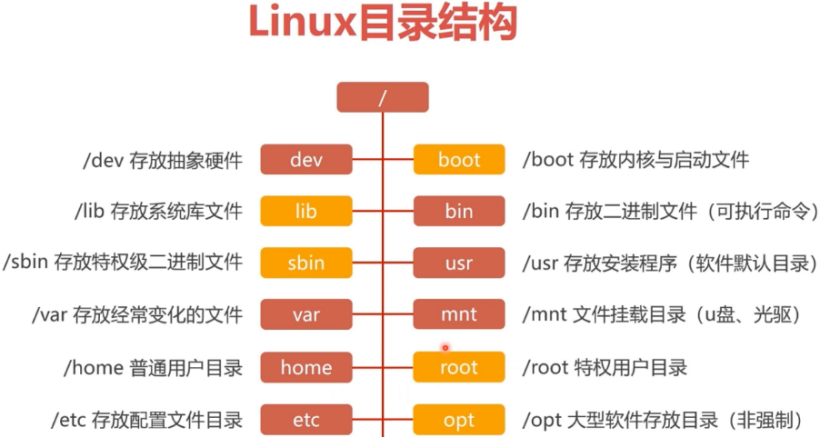 Linux目录结构
/
/dev 存放抽象硬件 dev boot /boot 存放内核与启动文件
/lib 存放系统库文件 lib bin /bin 存放二进制文件（可执行命令）
/sbin 存放特权级二进制文件 sbin usr /usr 存放安装程序（软件默认目录）
/var 存放经常变化的文件 var mnt /mnt 文件挂载目录（u盘、光驱）
/home 普通用户目录 home root /root 特权用户目录
/etc 存放配置文件目录 etc opt /opt 大型软件存放目录（非强制）